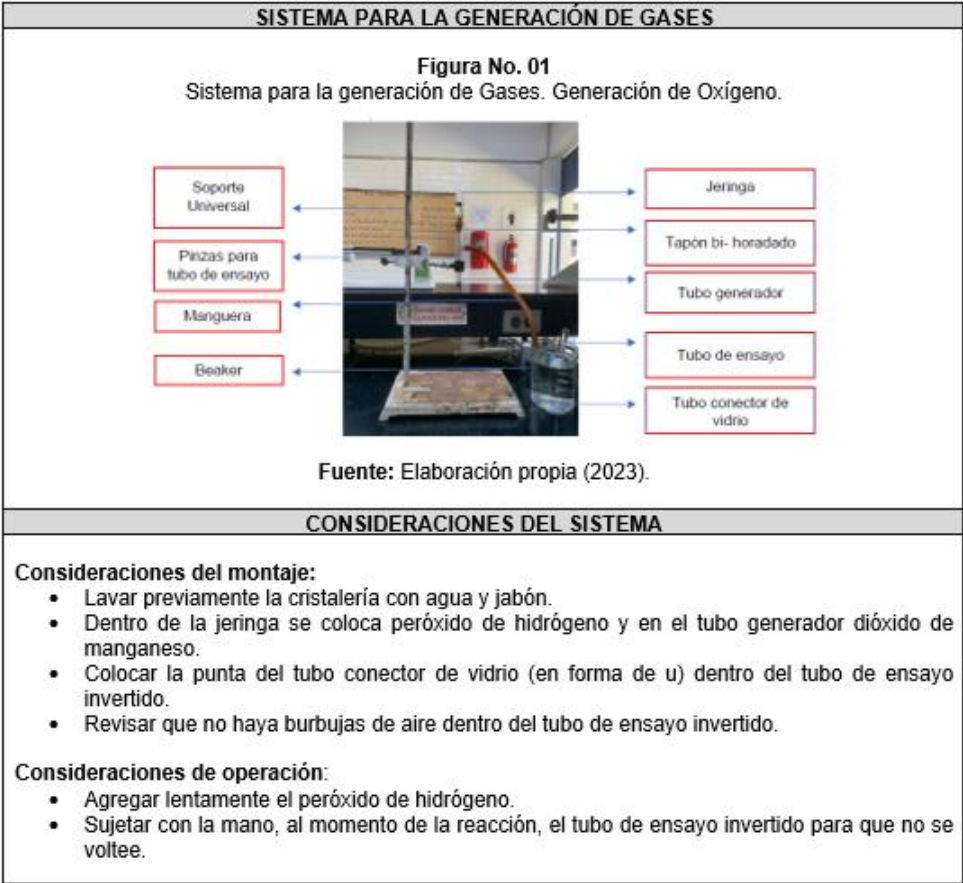 SISTEMA PARA LA GENERACIÓN DE GASES
Figura No. 01
Sistema para la generación de Gases. Generación de Oxígeno.
Soporte
Universal
Pinzas para
tubo de ensayo
Manguera
Beaker
Jeringa
Tapón bi- horadado
Tubo generador
Tubo de ensayo
Tubo conector de
vidrio
Fuente: Elaboración propia (2023).
CONSIDERACIONES DEL SISTEMA
Consideraciones del montaje:
• Lavar previamente la cristalería con agua y jabón.
• Dentro de la jeringa se coloca peróxido de hidrógeno y en el tubo generador dióxido de
manganeso.
• Colocar la punta del tubo conector de vidrio (en forma de u) dentro del tubo de ensayo
invertido.
• Revisar que no haya burbujas de aire dentro del tubo de ensayo invertido.
Consideraciones de operación:
• Agregar lentamente el peróxido de hidrógeno.
• Sujetar con la mano, al momento de la reacción, el tubo de ensayo invertido para que no se
voltee.